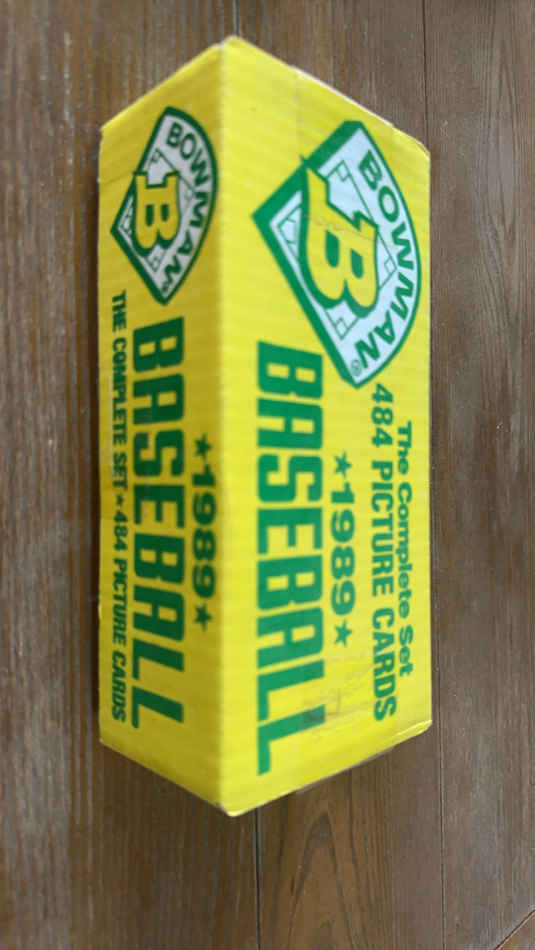 BOWMAN®
B
The Complete Set
484 PICTURE CARDS
★1989★
BASEBALL
BOWMAN®
B
★1989★
BASEBALL
THE COMPLETE SET★484 PICTURE CARDS